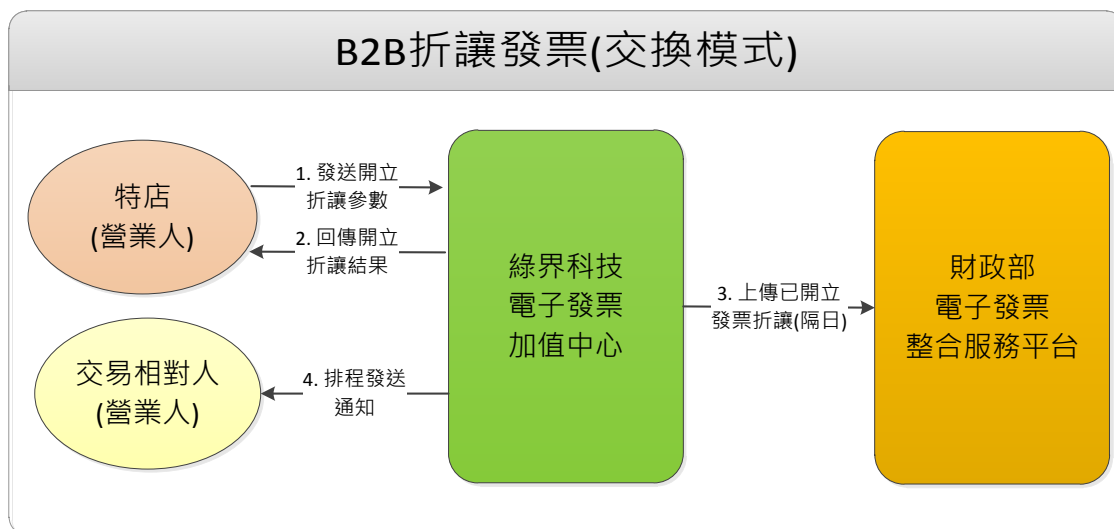 B2B折讓發票(交換模式)
特店
(營業人)
1. 發送開立
折讓參數
2. 回傳開立
折讓結果
綠界科技
電子發票
加值中心
3. 上傳已開立
發票折讓(隔日)
財政部
電子發票
整合服務平台
交易相對人
(營業人)
4. 排程發送
通知